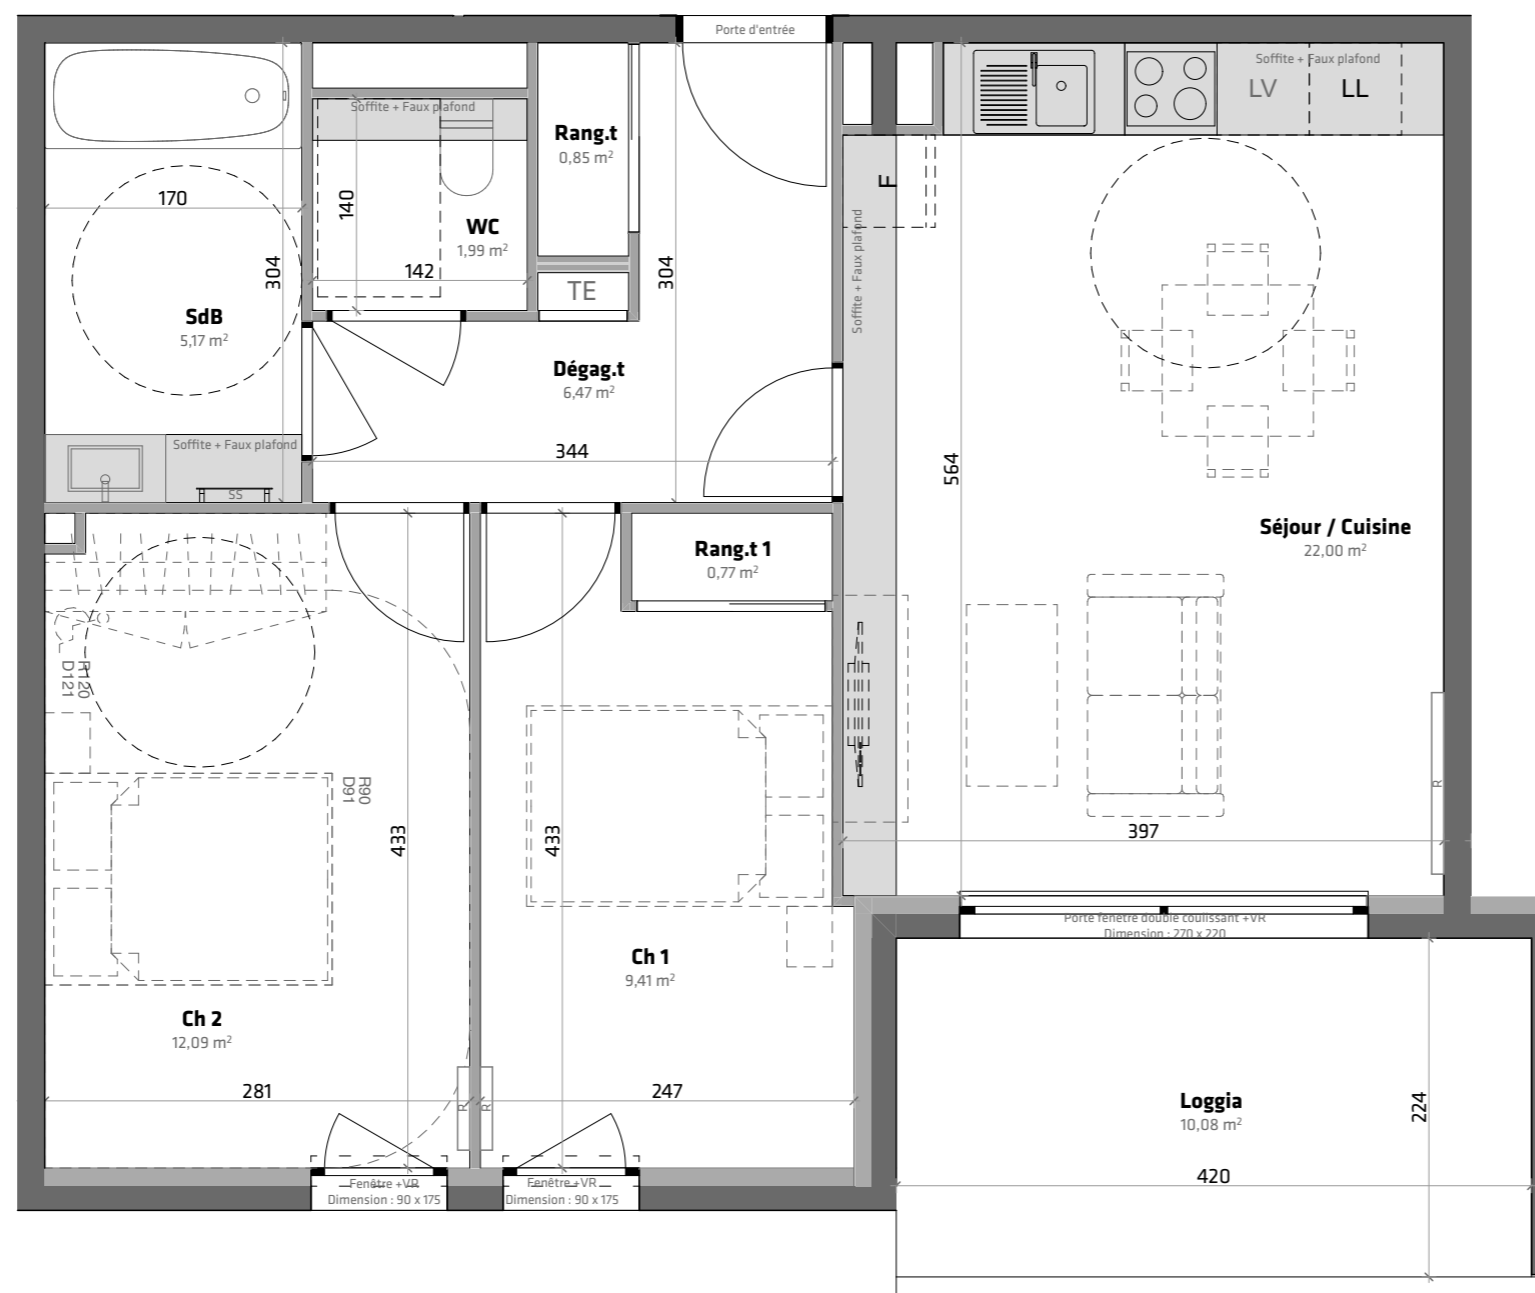 Porte d'entrée
Soffite + Faux plafond
LV
LL
Soffite + Faux plafond
Rang.t
0,85 m²
F
170
140
WC
1,99 m²
Soffite + Faux plafond
304
142
304
TE
SdB
5,17 m²
Dégag.t
6,47 m²
Soffite + Faux plafond
SS
344
564
Séjour / Cuisine
22,00 m²
Rang.t 1
0,77 m²
R120
D121
R90
D91
433
433
397
R
Porte fenêtre double coulissant +VR
Dimension : 270 x 220
Ch 1
9,41 m²
Ch 2
12,09 m²
281
247
R
R
Loggia
10,08 m²
224
420
Fenêtre +VR
Dimension : 90 x 175
Fenêtre +VR
Dimension : 90 x 175